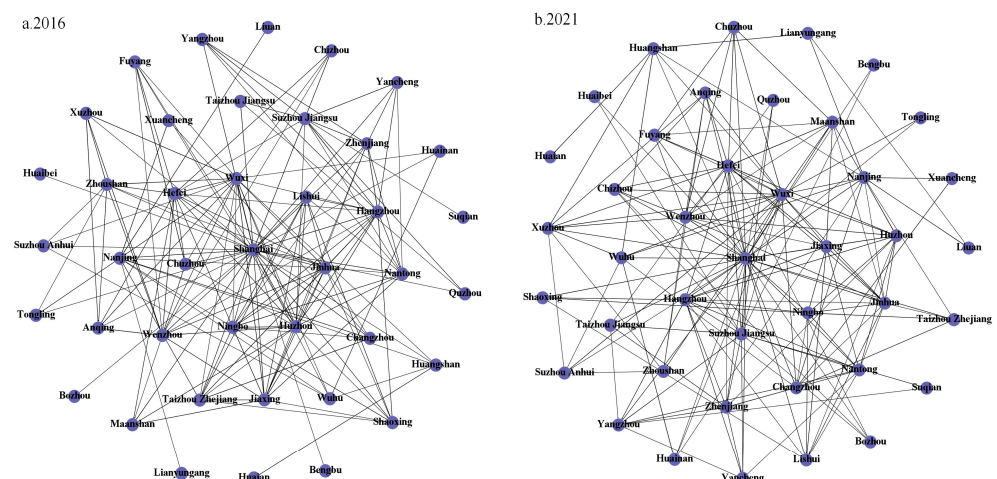 a.2016
Liuan
Yangzhou
Chizhou
Fuyang
Yancheng
Taizhou Jiangsu
Xuzhou
Suzhou Jiangsu
Xuancheng
Zhenjiang
Huainan
Huaibei
Wuxi
Zhoushan
Hefei
Lishui
Hangzhou
Suqian
Suzhou Anhui
Shanghai
Nanjing
Chuzhou
Jinhua
Nantong
Quzhou
Tongling
Anqing
Wenzhou
Ningbo
Huzhou
Changzhou
Huangshan
Bozhou
Taizhou Zhejiang
Jiaxing
Wuhu
Maanshan
Shaoxing
Lianyungang
Huaian
Bengbu
b.2021
Chuzhou
Lianyungang
Huangshan
Bengbu
Huaibei
Anqing
Quzhou
Tongling
Fuyang
Maanshan
Huaian
Hefei
Nanjing
Xuancheng
Chizhou
Wuxi
Wenzhou
Xuzhou
Huzhou
Liuan
Wuhu
Shanghai
Jiaxing
Shaoxing
Hangzhou
Jinhua
Ningbo
Taizhou Zhejiang
Taizhou Jiangsu
Suzhou Jiangsu
Suzhou Anhui
Zhoushan
Nantong
Changzhou
Suqian
Zhenjiang
Yangzhou
Bozhou
Huainan
Lishui
Yancheng